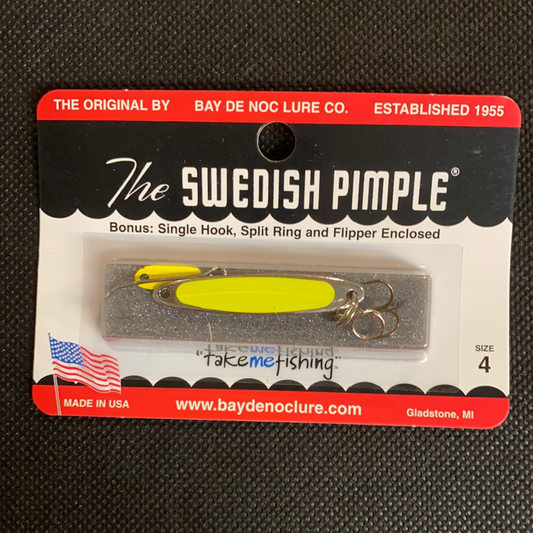 THE ORIGINAL BY BAY DE NOC LURE CO. ESTABLISHED 1955
The SWEDISH PIMPLE®
Bonus: Single Hook, Split Ring and Flipper Enclosed
"takemefishing"™
SIZE
4
MADE IN USA www.baydenoclure.com Gladstone, MI